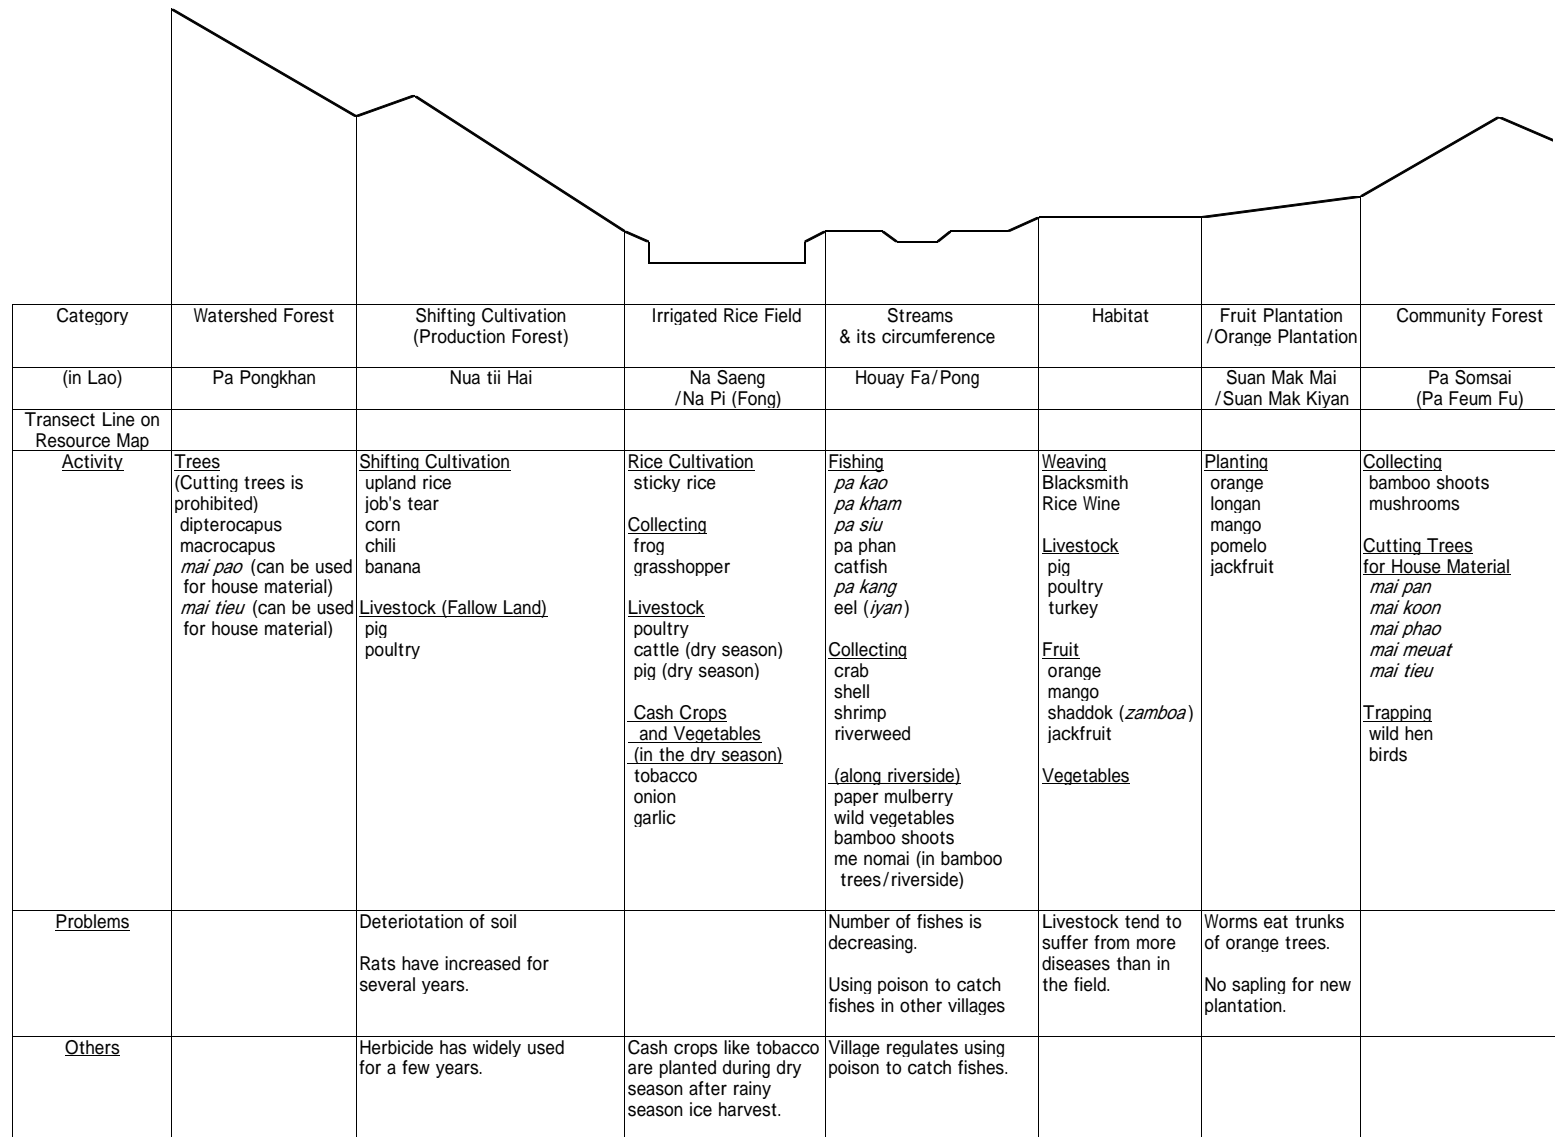 Category
Watershed Forest
Shifting Cultivation
(Production Forest)
Irrigated Rice Field
Streams
& its circumference
Habitat
Fruit Plantation
/Orange Plantation
Community Forest
(in Lao)
Pa Pongkhan
Nua tii Hai
Na Saeng
/Na Pi (Fong)
Houay Fa/Pong
Suan Mak Mai
/Suan Mak Kiyan
Pa Somsai
(Pa Feum Fu)
Transect Line on
Resource Map
Activity
Trees
(Cutting trees is
prohibited)
dipterocapus
macrocapus
mai pao (can be used
for house material)
mai tieu (can be used
for house material)
Shifting Cultivation
upland rice
job's tear
corn
chili
banana
Livestock (Fallow Land)
pig
poultry
Rice Cultivation
sticky rice
Collecting
frog
grasshopper
Livestock
poultry
cattle (dry season)
pig (dry season)
Cash Crops
and Vegetables
(in the dry season)
tobacco
onion
garlic
Fishing
pa kao
pa kham
pa siu
pa phan
catfish
pa kang
eel (iyan)
Collecting
crab
shell
shrimp
riverweed
(along riverside)
paper mulberry
wild vegetables
bamboo shoots
me nomai (in bamboo
trees/riverside)
Weaving
Blacksmith
Rice Wine
Livestock
pig
poultry
turkey
Fruit
orange
mango
shaddok (zamboa)
jackfruit
Vegetables
Planting
orange
longan
mango
pomelo
jackfruit
Collecting
bamboo shoots
mushrooms
Cutting Trees
for House Material
mai pan
mai koon
mai phao
mai meuat
mai tieu
Trapping
wild hen
birds
Problems
Deteriotation of soil
Rats have increased for
several years.
Number of fishes is
decreasing.
Using poison to catch
fishes in other villages
Livestock tend to
suffer from more
diseases than in
the field.
Worms eat trunks
of orange trees.
No sapling for new
plantation.
Others
Herbicide has widely used
for a few years.
Cash crops like tobacco
are planted during dry
season after rainy
season ice harvest.
Village regulates using
poison to catch fishes.